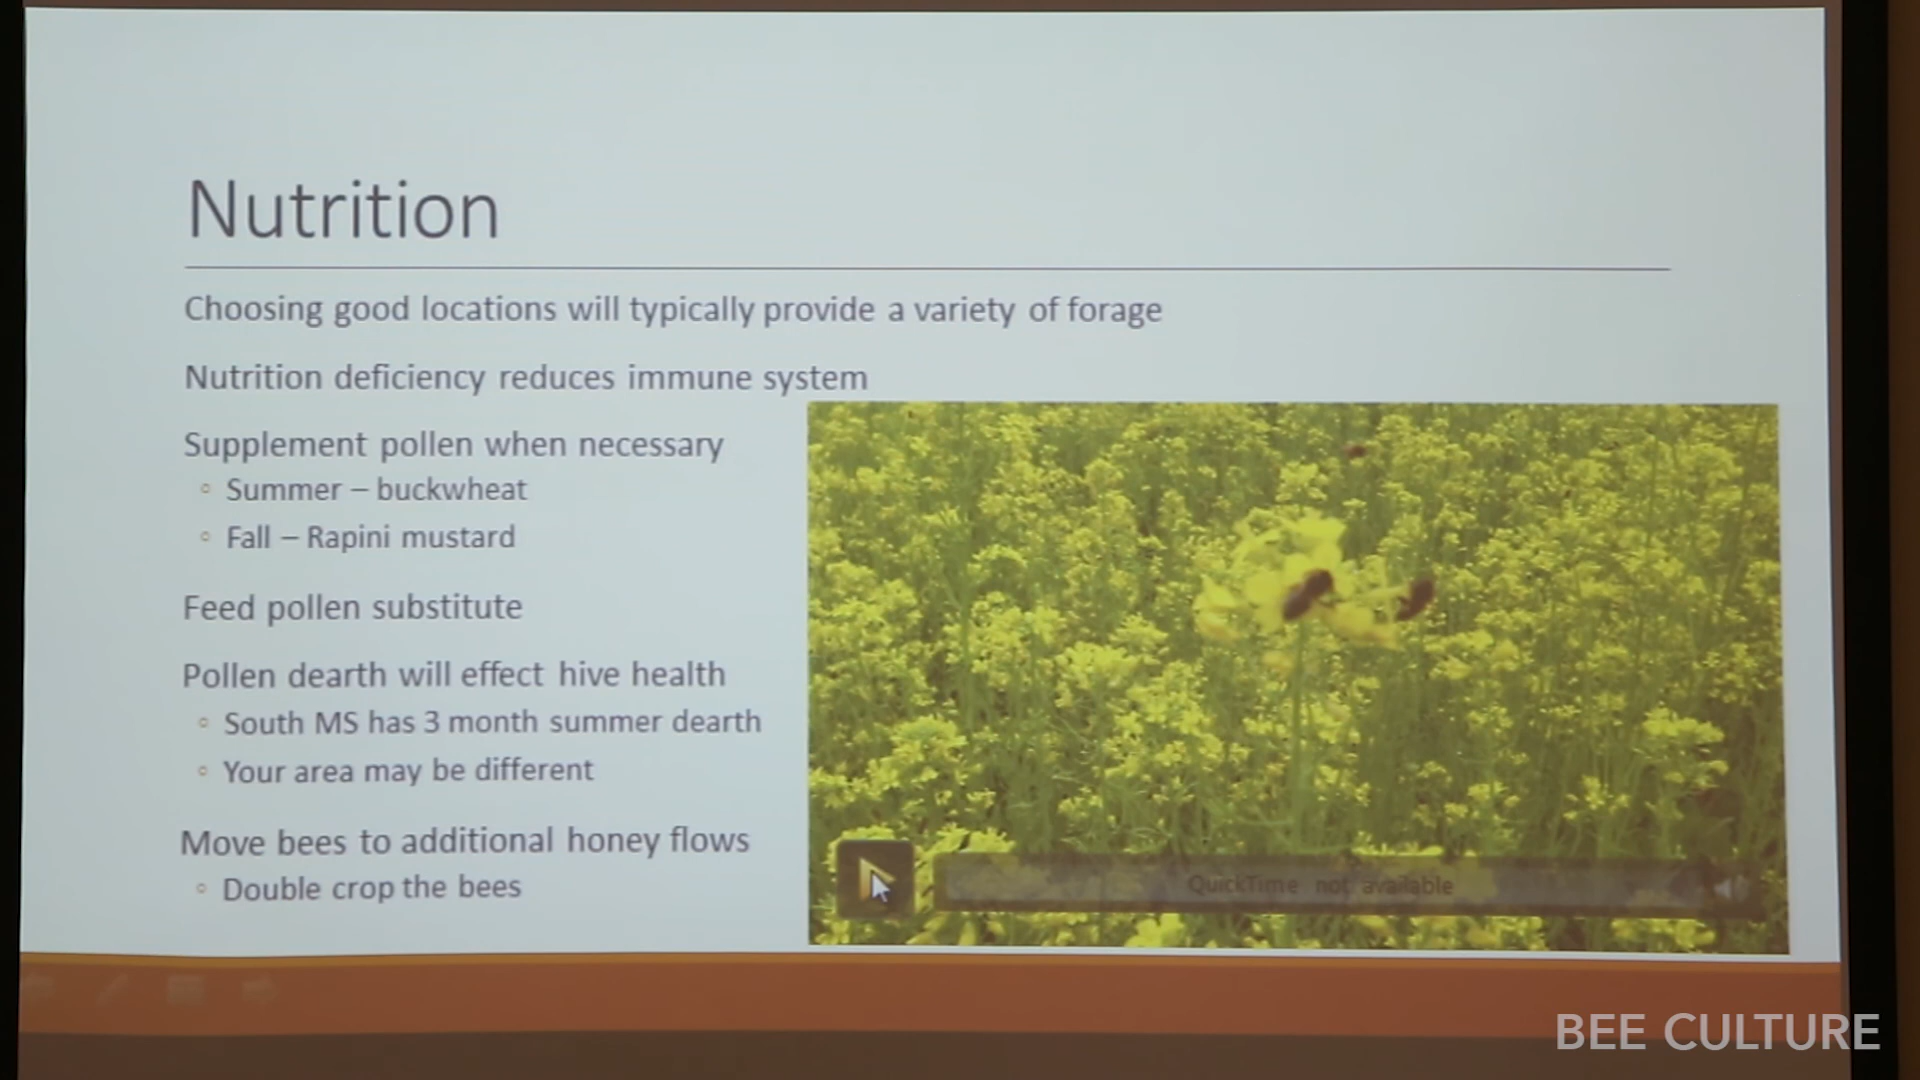 Nutrition
Choosing good locations will typically provide a variety of forage
Nutrition deficiency reduces immune system
Supplement pollen when necessary
◦ Summer – buckwheat
◦ Fall – Rapini mustard
Feed pollen substitute
Pollen dearth will effect hive health
◦ South MS has 3 month summer dearth
◦ Your area may be different
Move bees to additional honey flows
◦ Double crop the bees
QuickTime not available
BEE CULTURE